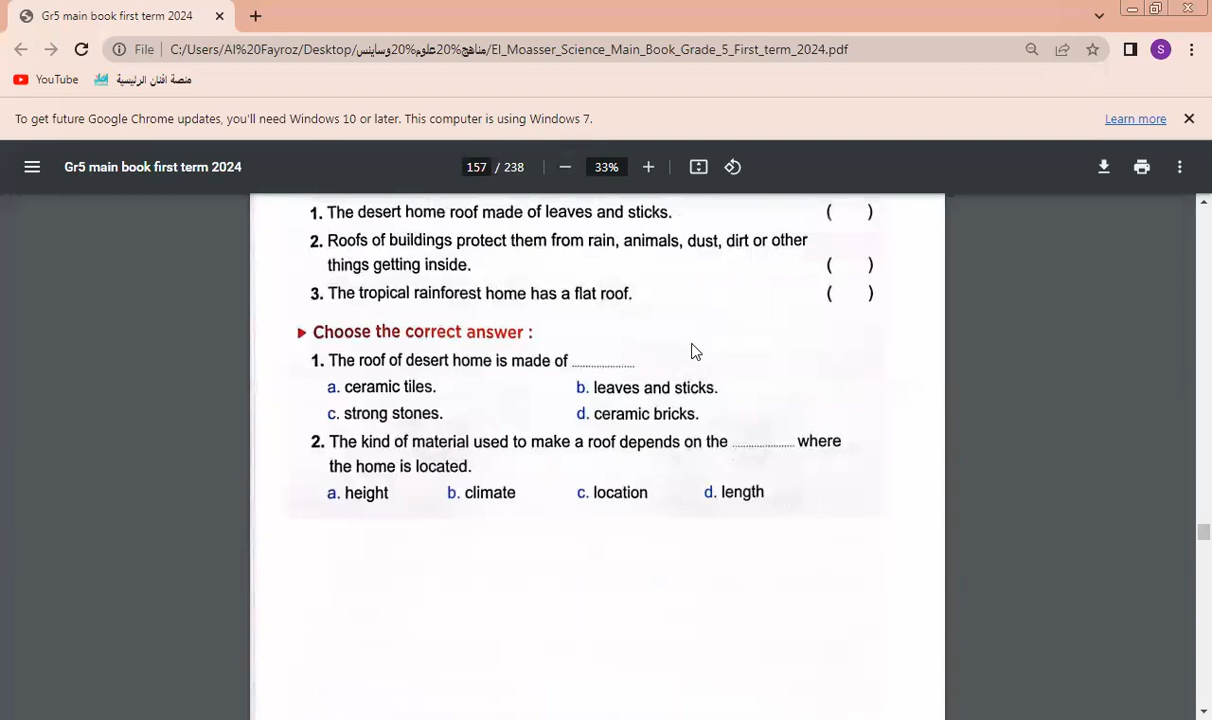 Gr5 main book first term 2024
File C:/Users/Al%20Fayroz/Desktop/مناهج%20علوم%20وساينس/El_Moasser_Science_Main_Book_Grade_5_First_term_2024.pdf
S
YouTube منصة افنان الرئيسية
To get future Google Chrome updates, you'll need Windows 10 or later. This computer is using Windows 7. Learn more
Gr5 main book first term 2024 157 / 238 33%
1. The desert home roof made of leaves and sticks. ( )
2. Roofs of buildings protect them from rain, animals, dust, dirt or other
things getting inside. ( )
3. The tropical rainforest home has a flat roof. ( )
Choose the correct answer :
1. The roof of desert home is made of .....................
a. ceramic tiles. b. leaves and sticks.
c. strong stones. d. ceramic bricks.
2. The kind of material used to make a roof depends on the ..................... where
the home is located.
a. height b. climate c. location d. length